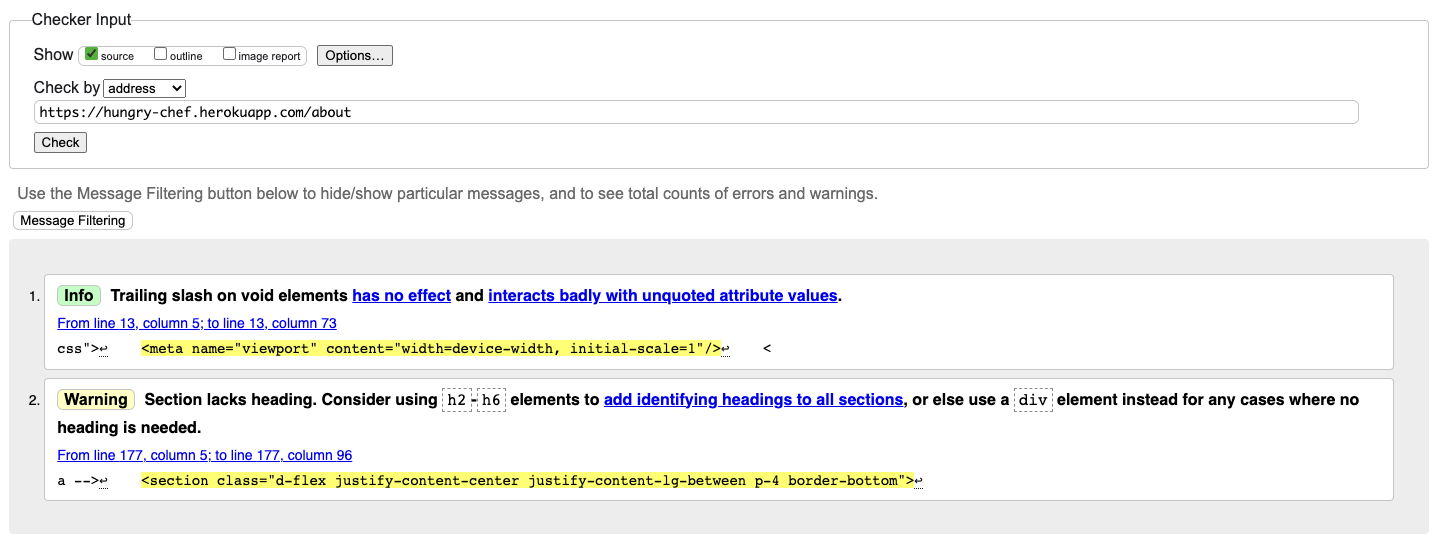 Checker Input
Show source outline image report Options...
Check by address
https://hungry-chef.herokuapp.com/about
Check
Use the Message Filtering button below to hide/show particular messages, and to see total counts of errors and warnings.
Message Filtering
1. Info Trailing slash on void elements has no effect and interacts badly with unquoted attribute values.
From line 13, column 5; to line 13, column 73
css">↩ <meta name="viewport" content="width=device-width, initial-scale=1"/>↩ <
2. Warning Section lacks heading. Consider using h2-h6 elements to add identifying headings to all sections, or else use a div element instead for any cases where no
heading is needed.
From line 177, column 5; to line 177, column 96
a -->↩ <section class="d-flex justify-content-center justify-content-lg-between p-4 border-bottom">↩